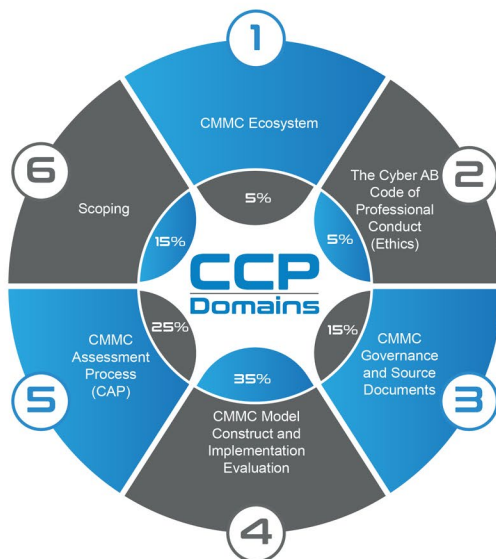 1
CMMC Ecosystem
5%
2
The Cyber AB
Code of
Professional
Conduct
(Ethics)
5%
3
CMMC
Governance
and Source
Documents
15%
4
CMMC Model
Construct and
Implementation
Evaluation
35%
5
CMMC
Assessment
Process
(CAP)
25%
6
Scoping
15%
CCP
Domains